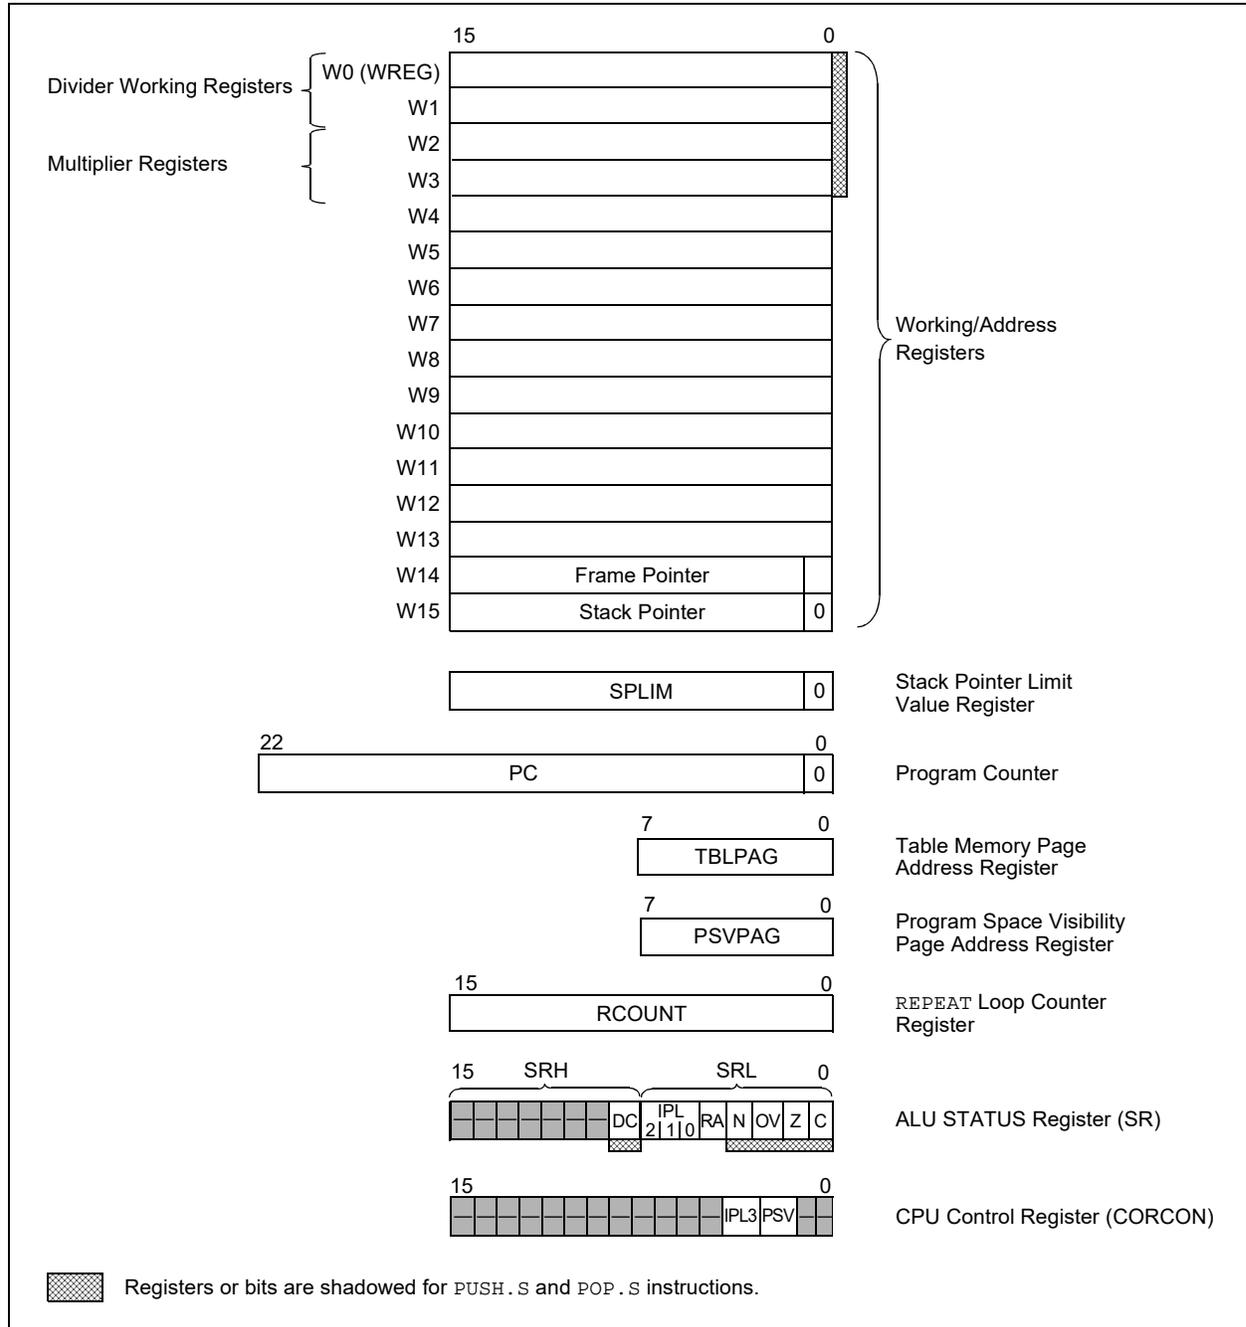 15 0
Divider Working Registers
W0 (WREG)
W1
Multiplier Registers
W2
W3
W4
W5
W6
W7
Working/Address
Registers
W8
W9
W10
W11
W12
W13
W14 Frame Pointer
W15 Stack Pointer 0
SPLIM 0
Stack Pointer Limit
Value Register
22 0
PC 0 Program Counter
7 0
TBLPAG
Table Memory Page
Address Register
7 0
PSVPAG
Program Space Visibility
Page Address Register
15 0
RCOUNT
REPEAT Loop Counter
Register
15 SRH SRL 0
— — — — — — — DC IPL 2 1 0 RA N OV Z C ALU STATUS Register (SR)
15 0
— — — — — — — — — — — — IPL3 PSV — — CPU Control Register (CORCON)
Registers or bits are shadowed for PUSH.S and POP.S instructions.